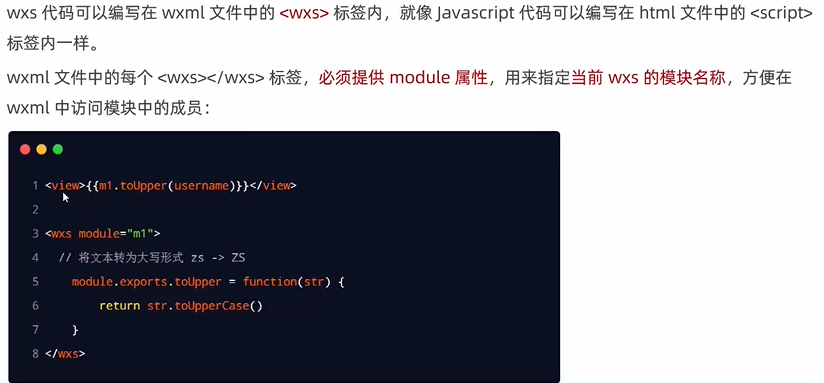 wxs 代码可以编写在 wxml 文件中的 <wxs> 标签内，就像 Javascript 代码可以编写在 html 文件中的 <script>
标签内一样。
wxml 文件中的每个 <wxs></wxs> 标签，必须提供 module 属性，用来指定当前 wxs 的模块名称，方便在
wxml 中访问模块中的成员：
1 <view>{{m1.toUpper(username)}}</view>
2
3 <wxs module="m1">
4   // 将文本转为大写形式 zs -> ZS
5     module.exports.toUpper = function(str) {
6         return str.toUpperCase()
7     }
8 </wxs>